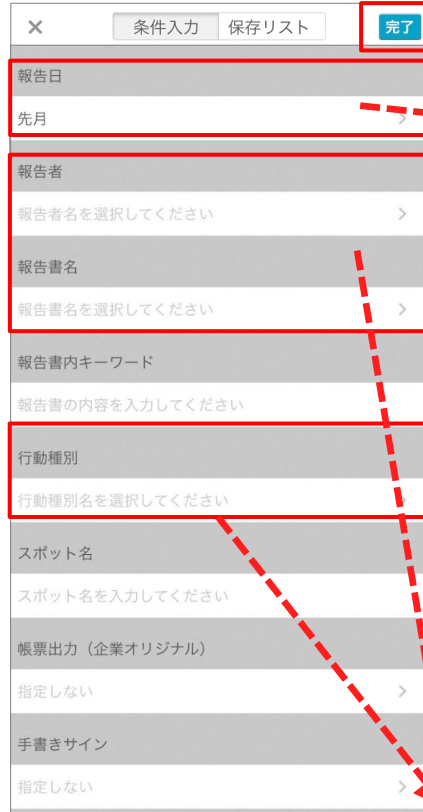 × 条件入力 保存リスト 完了
報告日
先月
報告者
報告者名を選択してください
報告書名
報告書名を選択してください
報告書内キーワード
報告書の内容を入力してください
行動種別
行動種別名を選択してください
スポット名
スポット名を入力してください
帳票出力（企業オリジナル）
指定しない
手書きサイン
指定しない